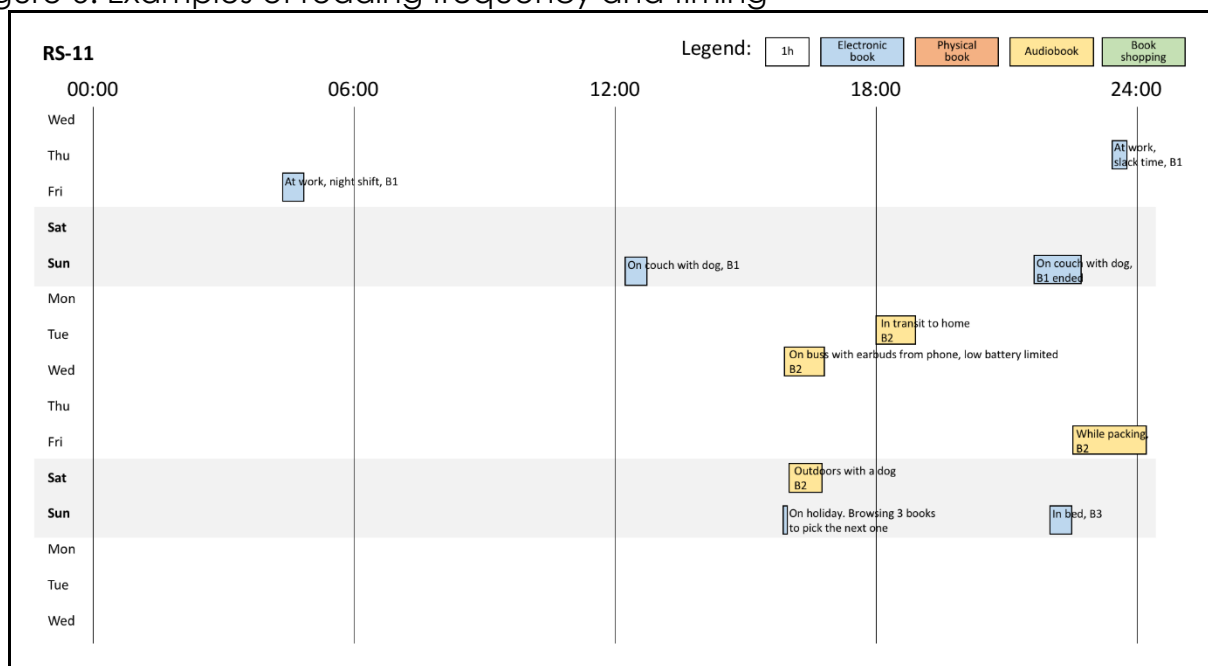 gure 6. Examples of reading frequency and timing
RS-11
Legend:
1h
Electronic
book
Physical
book
Audiobook
Book
shopping
00:00 06:00 12:00 18:00 24:00
Wed
Thu
At work,
slack time, B1
Fri
At work, night shift, B1
Sat
Sun
On couch with dog, B1
On couch with dog,
B1 ended
Mon
Tue
In transit to home
B2
Wed
On buss with earbuds from phone, low battery limited
B2
Thu
Fri
While packing,
B2
Sat
Outdoors with a dog
B2
Sun
On holiday. Browsing 3 books
to pick the next one
In bed, B3
Mon
Tue
Wed